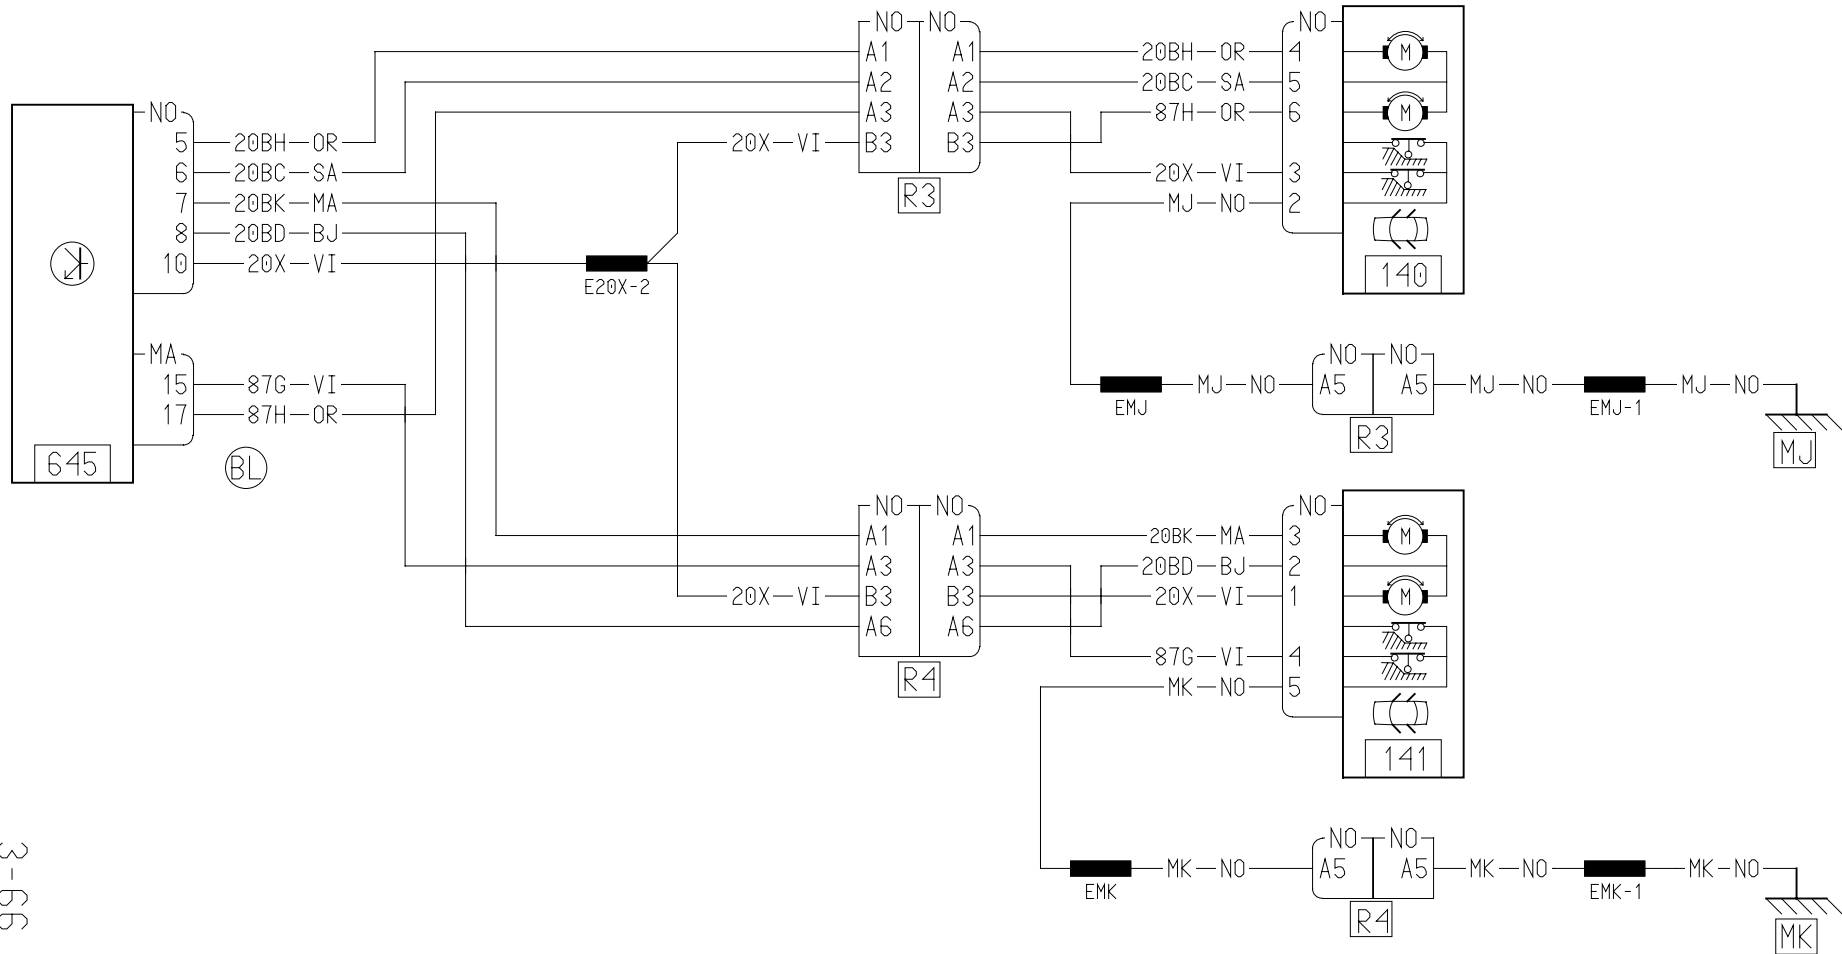 NO NO NO
A1 A1 20BH OR 4 M
A2 A2 20BC SA 5
NO A3 A3 87H OR 6 M
5 20BH OR 20X VI B3 B3
6 20BC SA 20X VI 3
7 20BK MA R3 MJ NO 2
8 20BD BJ
10 20X VI 140
E20X-2
MA NO NO
15 87G VI MJ NO A5 A5 MJ NO MJ NO
EMJ EMJ-1
17 87H OR
R3
645 BL MJ
NO NO NO
A1 A1 20BK MA 3 M
A3 A3 20BD BJ 2
20X VI B3 B3 20X VI 1 M
A6 A6
87G VI 4
R4 MK NO 5
141
NO NO
MK NO A5 A5 MK NO MK NO
EMK EMK-1
R4
MK
3-66